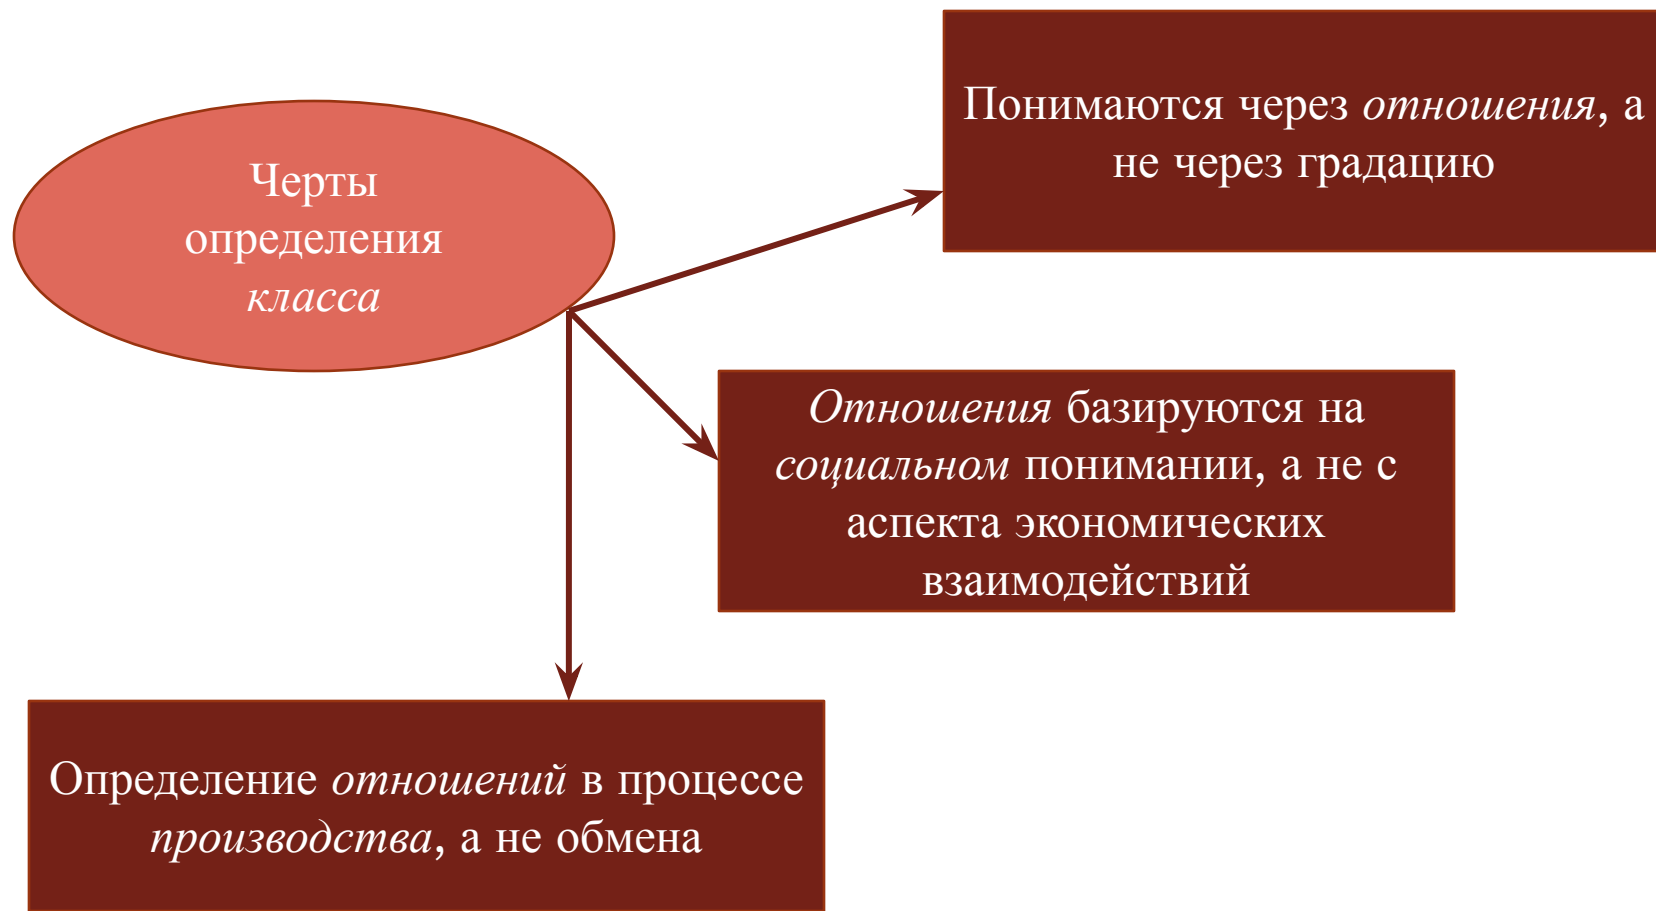 Черты
определения
класса
Понимаются через отношения, а
не через градацию
Отношения базируются на
социальном понимании, а не с
аспекта экономических
взаимодействий
Определение отношений в процессе
производства, а не обмена